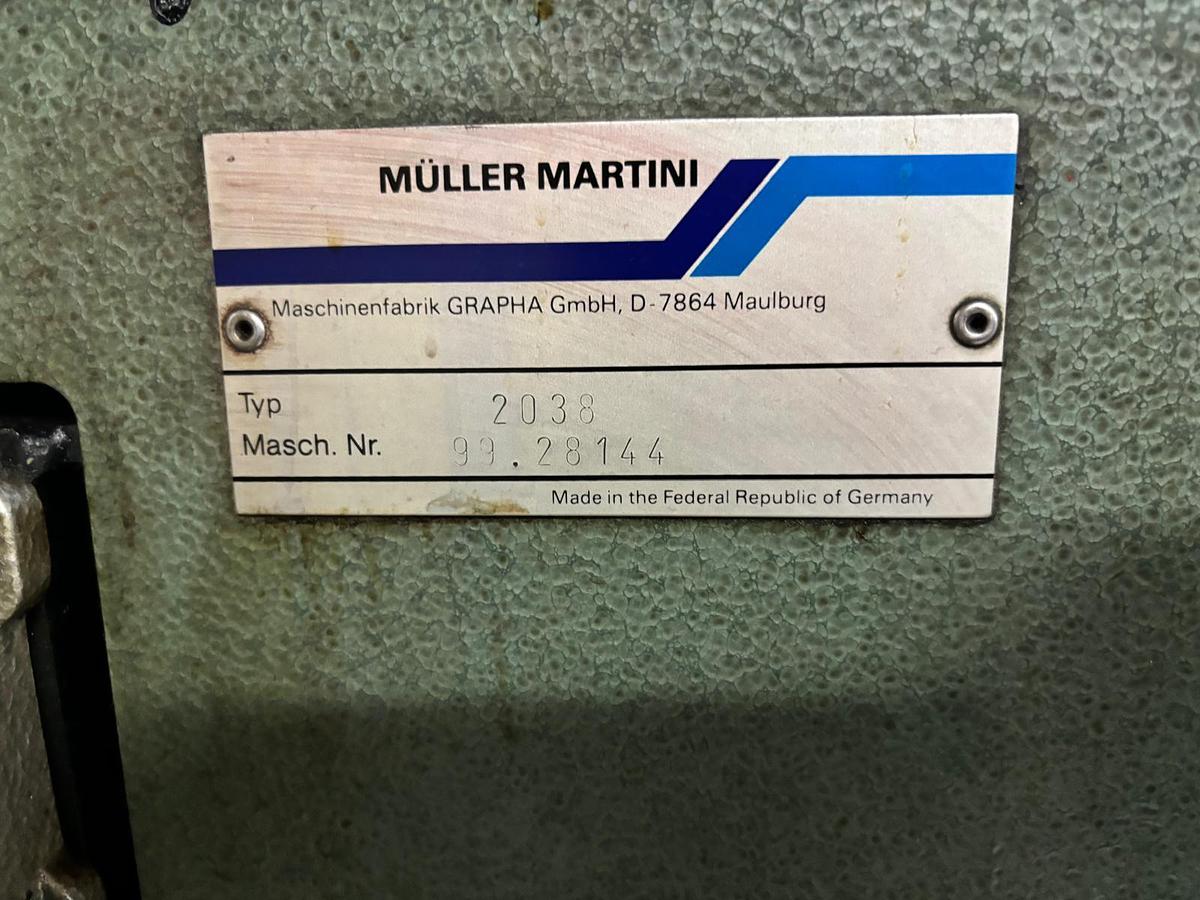 MÜLLER MARTINI
Maschinenfabrik GRAPHA GmbH, D-7864 Maulburg
Typ 2038
Masch. Nr. 99.28144
Made in the Federal Republic of Germany